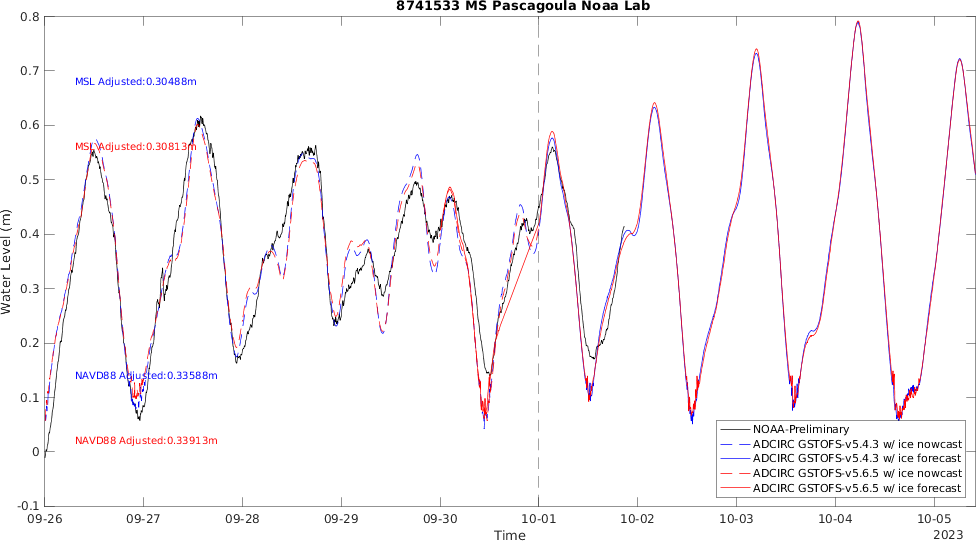 8741533 MS Pascagoula Noaa Lab
Water Level (m)
0.8
0.7
0.6
0.5
0.4
0.3
0.2
0.1
0
-0.1
MSL Adjusted:0.30488m
MSL Adjusted:0.30813m
NAVD88 Adjusted:0.33588m
NAVD88 Adjusted:0.33913m
NOAA-Preliminary
ADCIRC GSTOFS-v5.4.3 w/ ice nowcast
ADCIRC GSTOFS-v5.4.3 w/ ice forecast
ADCIRC GSTOFS-v5.6.5 w/ ice nowcast
ADCIRC GSTOFS-v5.6.5 w/ ice forecast
09-26 09-27 09-28 09-29 09-30 10-01 10-02 10-03 10-04 10-05
Time
2023